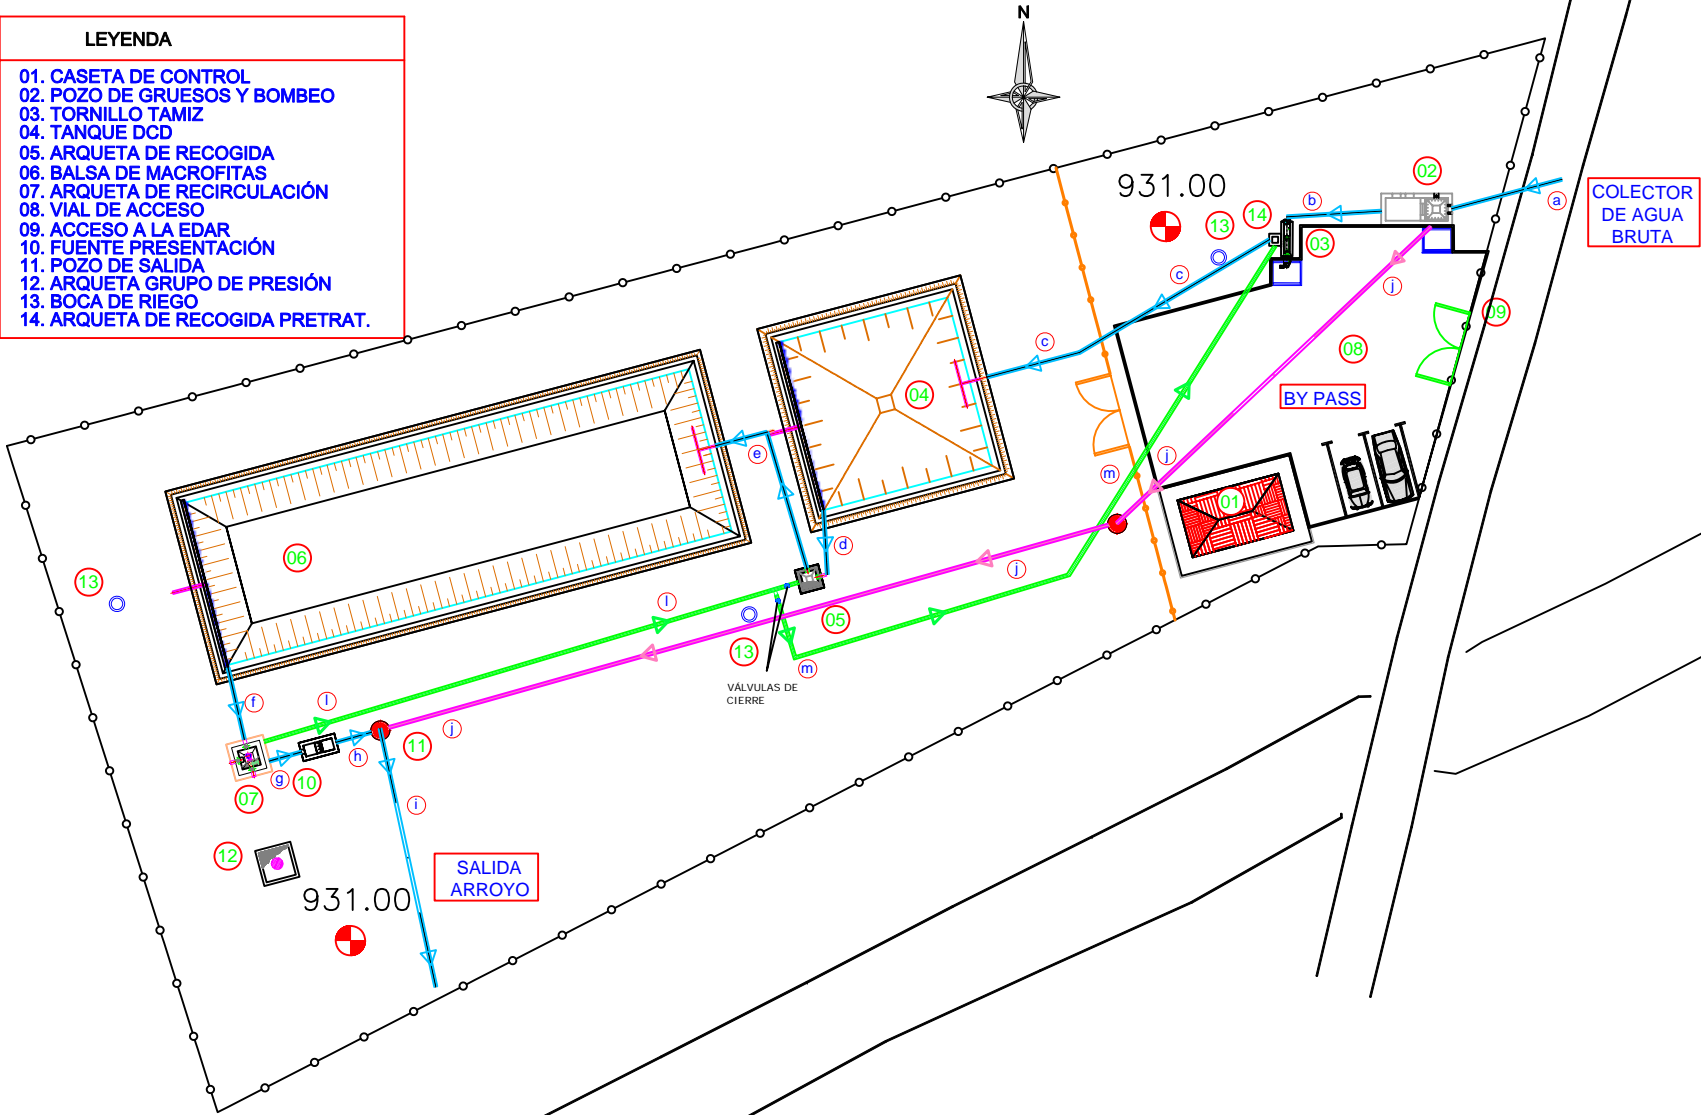 LEYENDA
01. CASETA DE CONTROL
02. POZO DE GRUESOS Y BOMBEO
03. TORNILLO TAMIZ
04. TANQUE DCD
05. ARQUETA DE RECOGIDA
06. BALSA DE MACROFITAS
07. ARQUETA DE RECIRCULACIÓN
08. VIAL DE ACCESO
09. ACCESO A LA EDAR
10. FUENTE PRESENTACIÓN
11. POZO DE SALIDA
12. ARQUETA GRUPO DE PRESIÓN
13. BOCA DE RIEGO
14. ARQUETA DE RECOGIDA PRETRAT.
N
931.00
02
a
COLECTOR
DE AGUA
BRUTA
b
14
13
03
c
j
09
c
08
04
BY PASS
e
j
m
01
d
06
j
13
l
05
13
m
VÁLVULAS DE
CIERRE
f
l
j
11
h
g
10
07
i
12
SALIDA
ARROYO
931.00